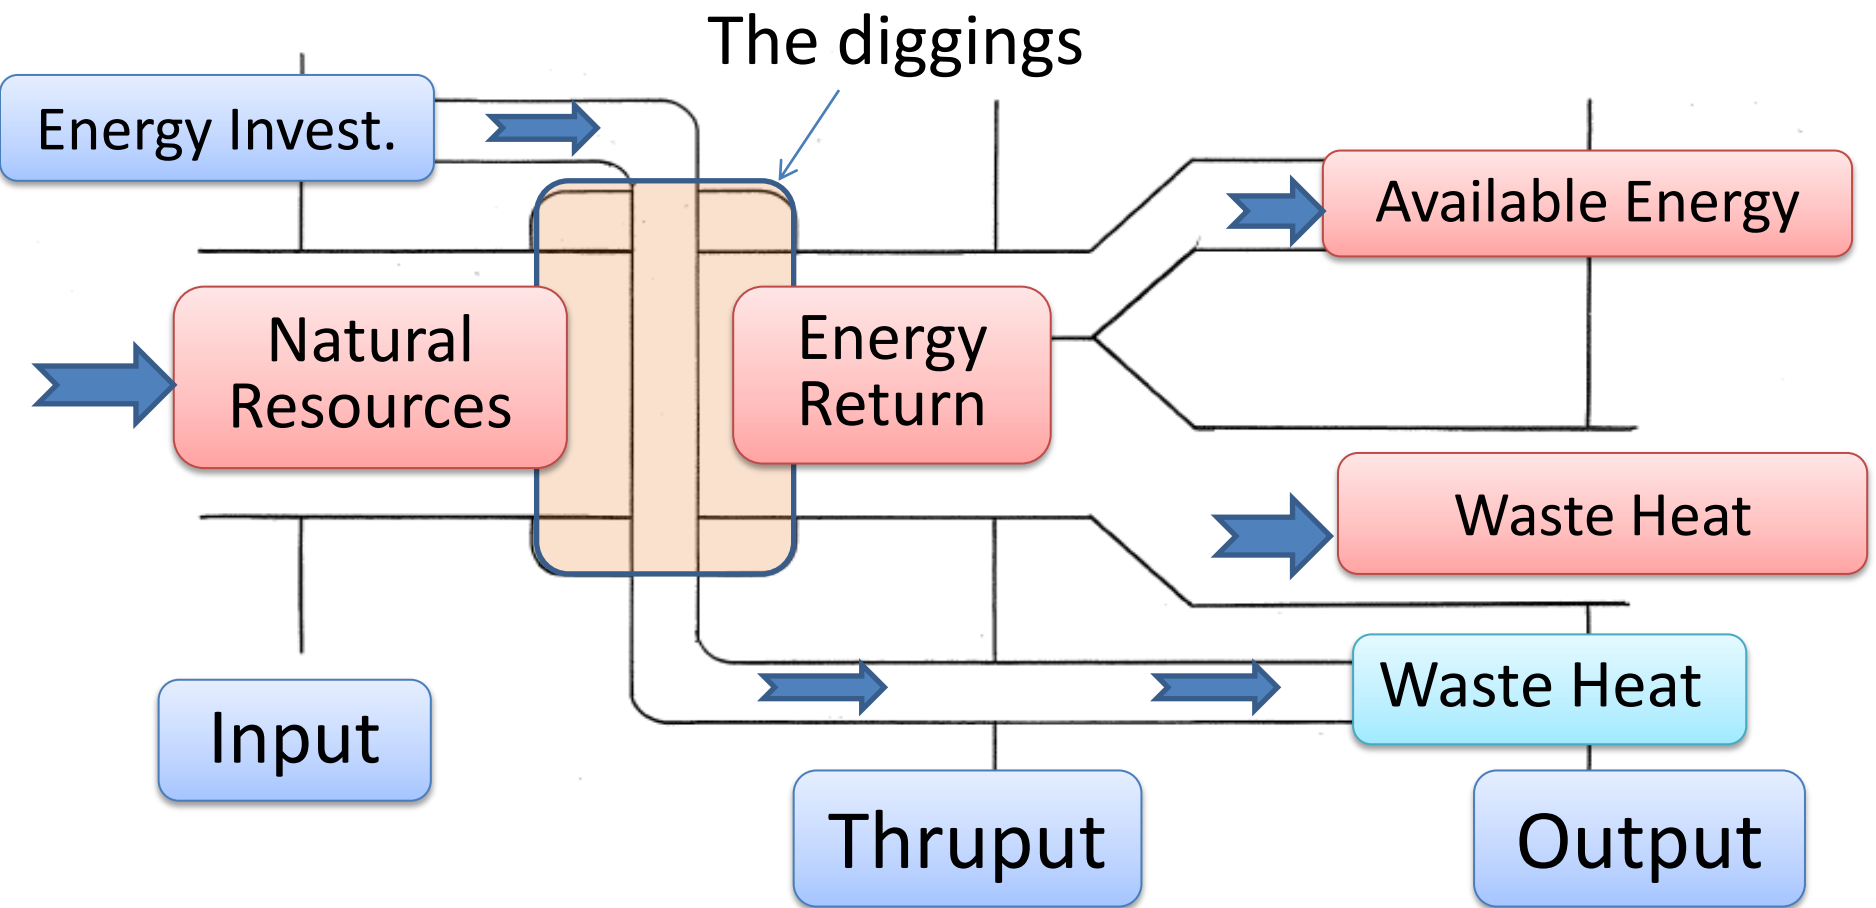 The diggings
Energy Invest.
Available Energy
Natural
Resources
Energy
Return
Waste Heat
Waste Heat
Input
Thruput
Output